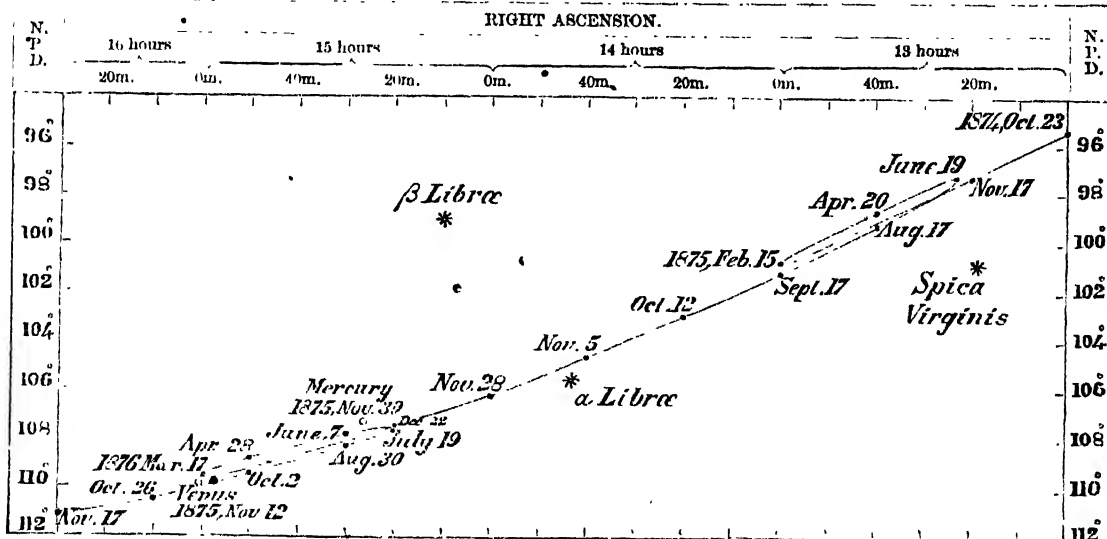 RIGHT ASCENSION.
N. P. D.
16 hours 15 hours 14 hours 13 hours
N. P. D.
20m. 0m. 40m. 20m. 0m. 40m. 20m. 0m. 40m. 20m.
1874, Oct. 23
96° 96°
June 19
98° Nov. 17 98°
β Libræ
Apr. 20
Aug. 17
100° 100°
1875, Feb. 15
Sept. 17
Spica
Virginis
102° 102°
Oct. 12
104° 104°
Nov. 5
α Libræ
106° 106°
Nov. 28
Mercury
1875, Nov. 30
Dec 22
108° 108°
June, 7
July 19
Aug. 30
Apr. 28
1876 Mar. 17
110° 110°
Oct. 26
Oct. 2
Venus
1875, Nov 12
Nov. 17
112° 112°